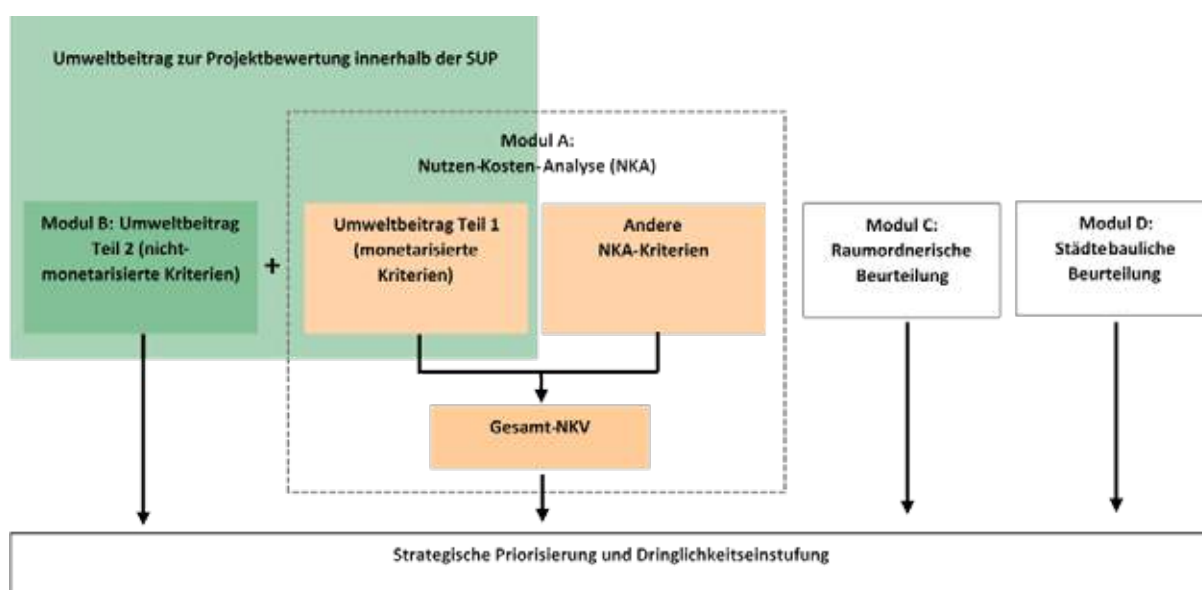 Umweltbeitrag zur Projektbewertung innerhalb der SUP
Modul A:
Nutzen-Kosten-Analyse (NKA)
Modul B: Umweltbeitrag
Teil 2 (nicht-
monetarisierte Kriterien)
+
Umweltbeitrag Teil 1
(monetarisierte
Kriterien)
Andere
NKA-Kriterien
Modul C:
Raumordnerische
Beurteilung
Modul D:
Städtebauliche
Beurteilung
Gesamt-NKV
Strategische Priorisierung und Dringlichkeitseinstufung